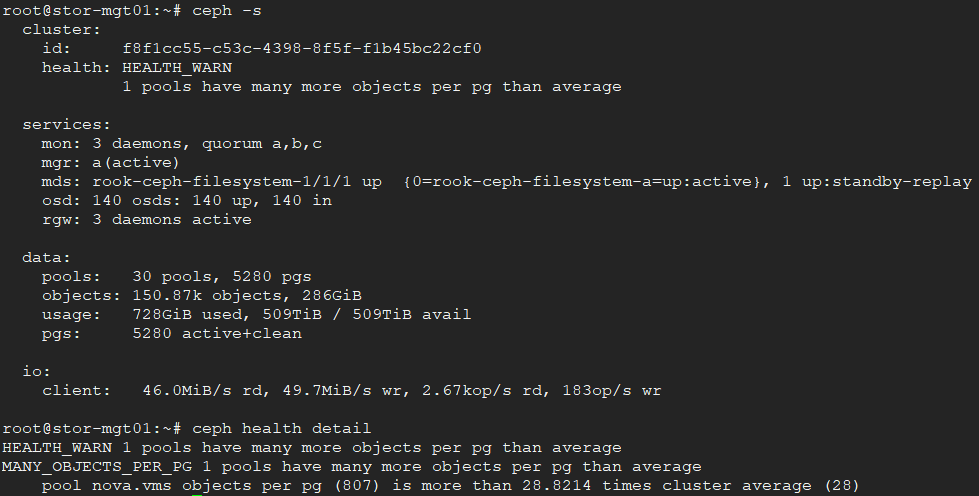 root@stor-mgt01:~# ceph -s
  cluster:
    id:     f8f1cc55-c53c-4398-8f5f-f1b45bc22cf0
    health: HEALTH_WARN
            1 pools have many more objects per pg than average

  services:
    mon: 3 daemons, quorum a,b,c
    mgr: a(active)
    mds: rook-ceph-filesystem-1/1/1 up  {0=rook-ceph-filesystem-a=up:active}, 1 up:standby-replay
    osd: 140 osds: 140 up, 140 in
    rgw: 3 daemons active

  data:
    pools:   30 pools, 5280 pgs
    objects: 150.87k objects, 286GiB
    usage:   728GiB used, 509TiB / 509TiB avail
    pgs:     5280 active+clean

  io:
    client:   46.0MiB/s rd, 49.7MiB/s wr, 2.67kop/s rd, 183op/s wr

root@stor-mgt01:~# ceph health detail
HEALTH_WARN 1 pools have many more objects per pg than average
MANY_OBJECTS_PER_PG 1 pools have many more objects per pg than average
    pool nova.vms objects per pg (807) is more than 28.8214 times cluster average (28)